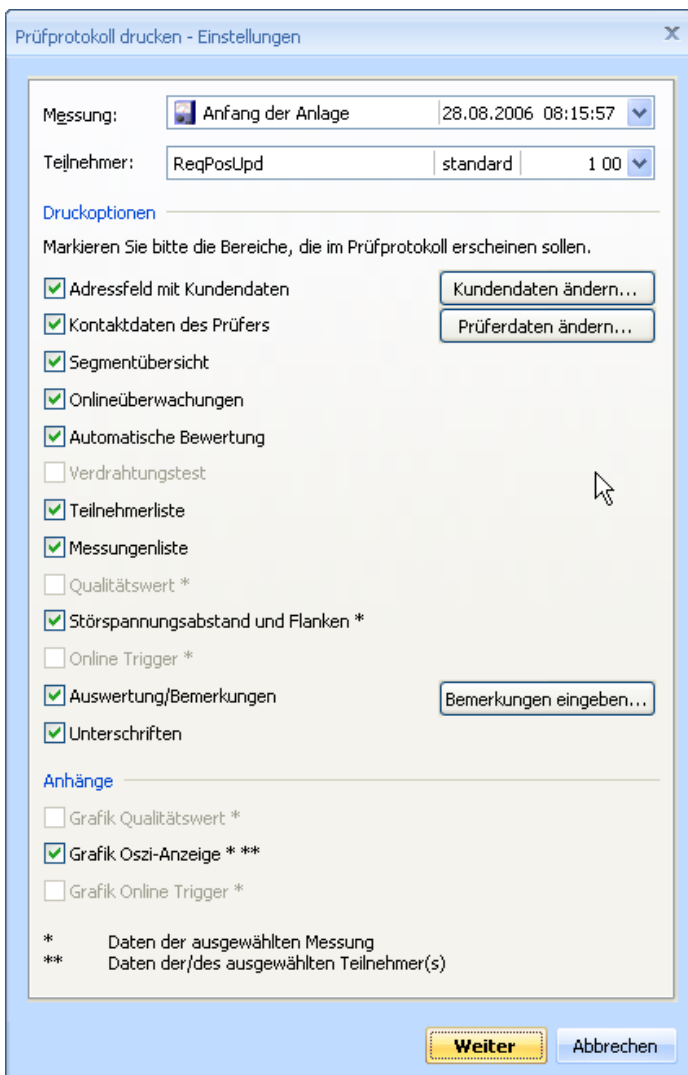 Prüfprotokoll drucken - Einstellungen
Messung: Anfang der Anlage 28.08.2006 08:15:57
Teilnehmer: ReqPosUpd standard 1 00
Druckoptionen
Markieren Sie bitte die Bereiche, die im Prüfprotokoll erscheinen sollen.
Adressfeld mit Kundendaten Kundendaten ändern...
Kontaktdaten des Prüfers Prüferdaten ändern...
Segmentübersicht
Onlineüberwachungen
Automatische Bewertung
Verdrahtungstest
Teilnehmerliste
Messungenliste
Qualitätswert *
Störspannungsabstand und Flanken *
Online Trigger *
Auswertung/Bemerkungen Bemerkungen eingeben...
Unterschriften
Anhänge
Grafik Qualitätswert *
Grafik Oszi-Anzeige * **
Grafik Online Trigger *
* Daten der ausgewählten Messung
** Daten der/des ausgewählten Teilnehmer(s)
Weiter Abbrechen